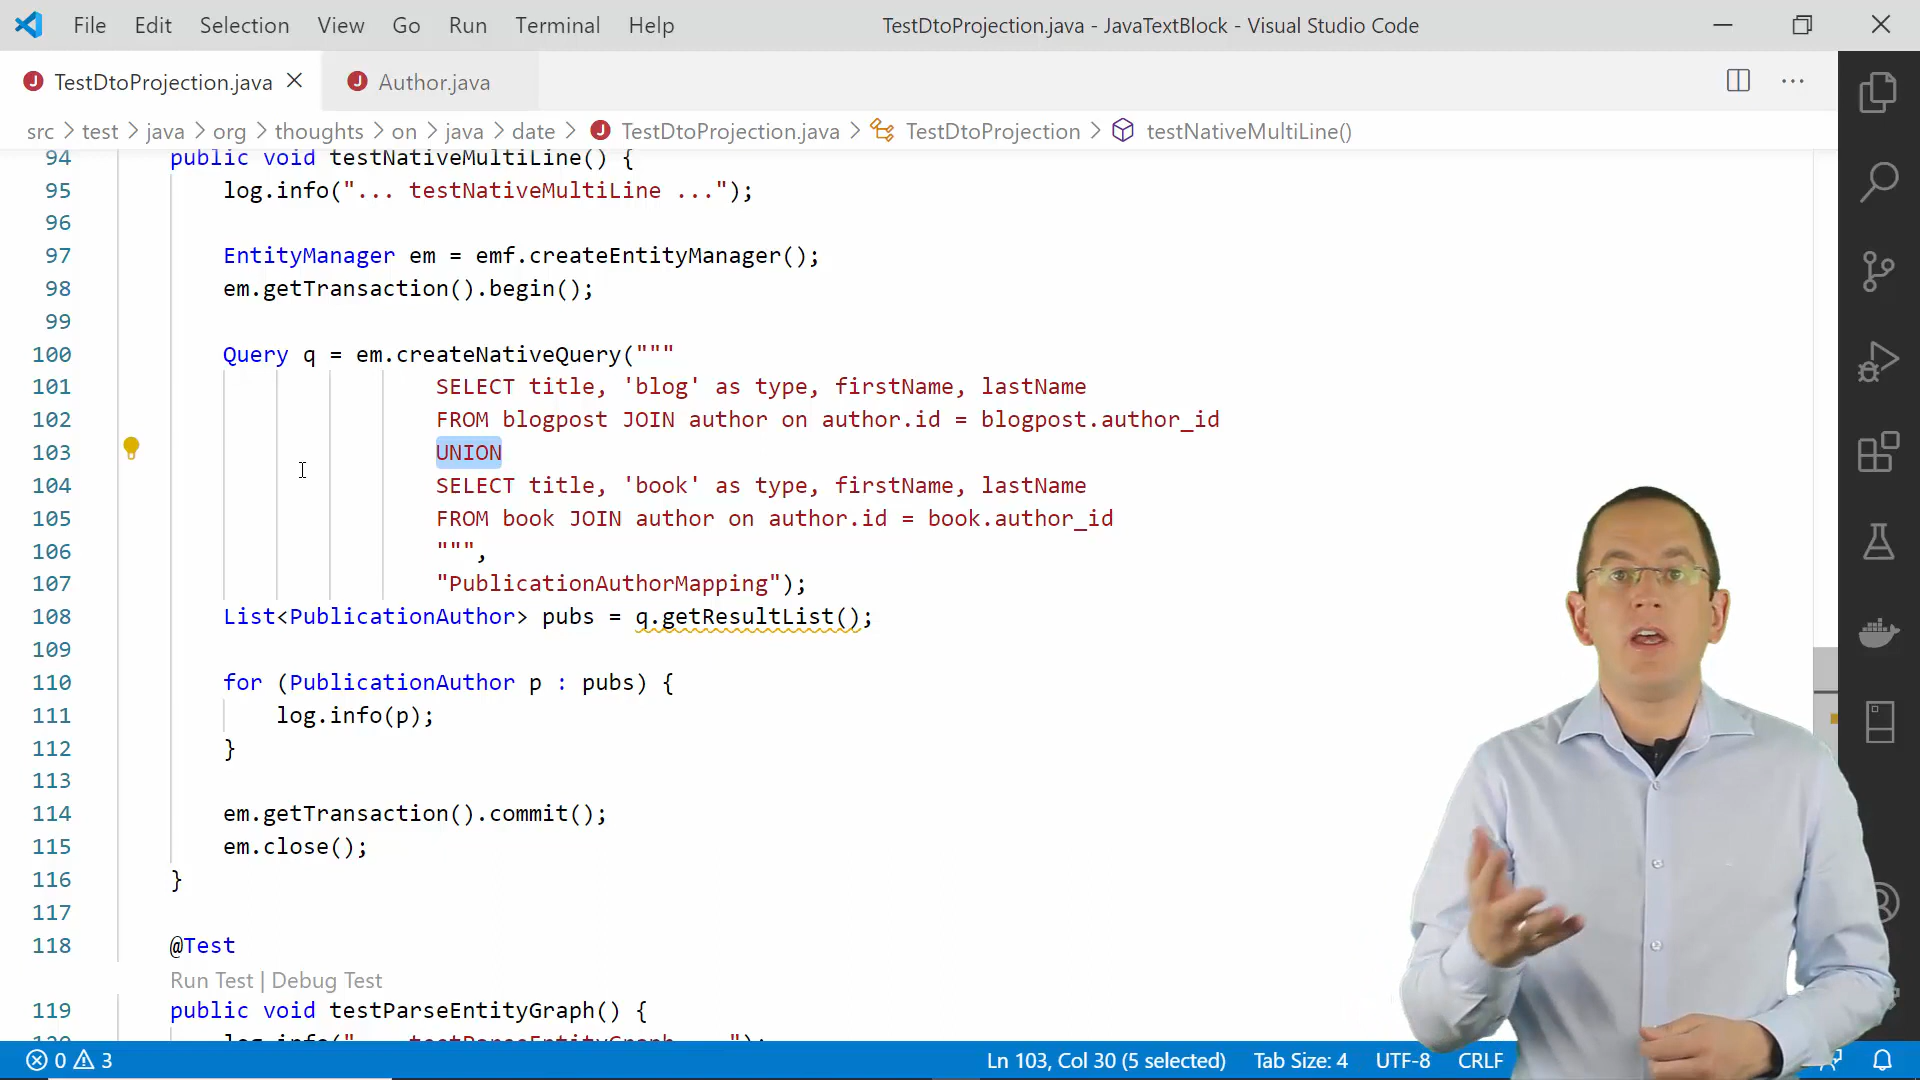 File Edit Selection View Go Run Terminal Help TestDtoProjection.java - JavaTextBlock - Visual Studio Code
TestDtoProjection.java Author.java
src > test > java > org > thoughts > on > java > date > TestDtoProjection.java > TestDtoProjection > testNativeMultiLine()
94 public void testNativeMultiLine() {
95 log.info("... testNativeMultiLine ...");
96
97 EntityManager em = emf.createEntityManager();
98 em.getTransaction().begin();
99
100 Query q = em.createNativeQuery("""
101 SELECT title, 'blog' as type, firstName, lastName
102 FROM blogpost JOIN author on author.id = blogpost.author_id
103 UNION
104 SELECT title, 'book' as type, firstName, lastName
105 FROM book JOIN author on author.id = book.author_id
106 """,
107 "PublicationAuthorMapping");
108 List<PublicationAuthor> pubs = q.getResultList();
109
110 for (PublicationAuthor p : pubs) {
111 log.info(p);
112 }
113
114 em.getTransaction().commit();
115 em.close();
116 }
117
118 @Test
Run Test | Debug Test
119 public void testParseEntityGraph() {
120 log.info("... testParseEntityGraph ...");
0 3 Ln 103, Col 30 (5 selected) Tab Size: 4 UTF-8 CRLF